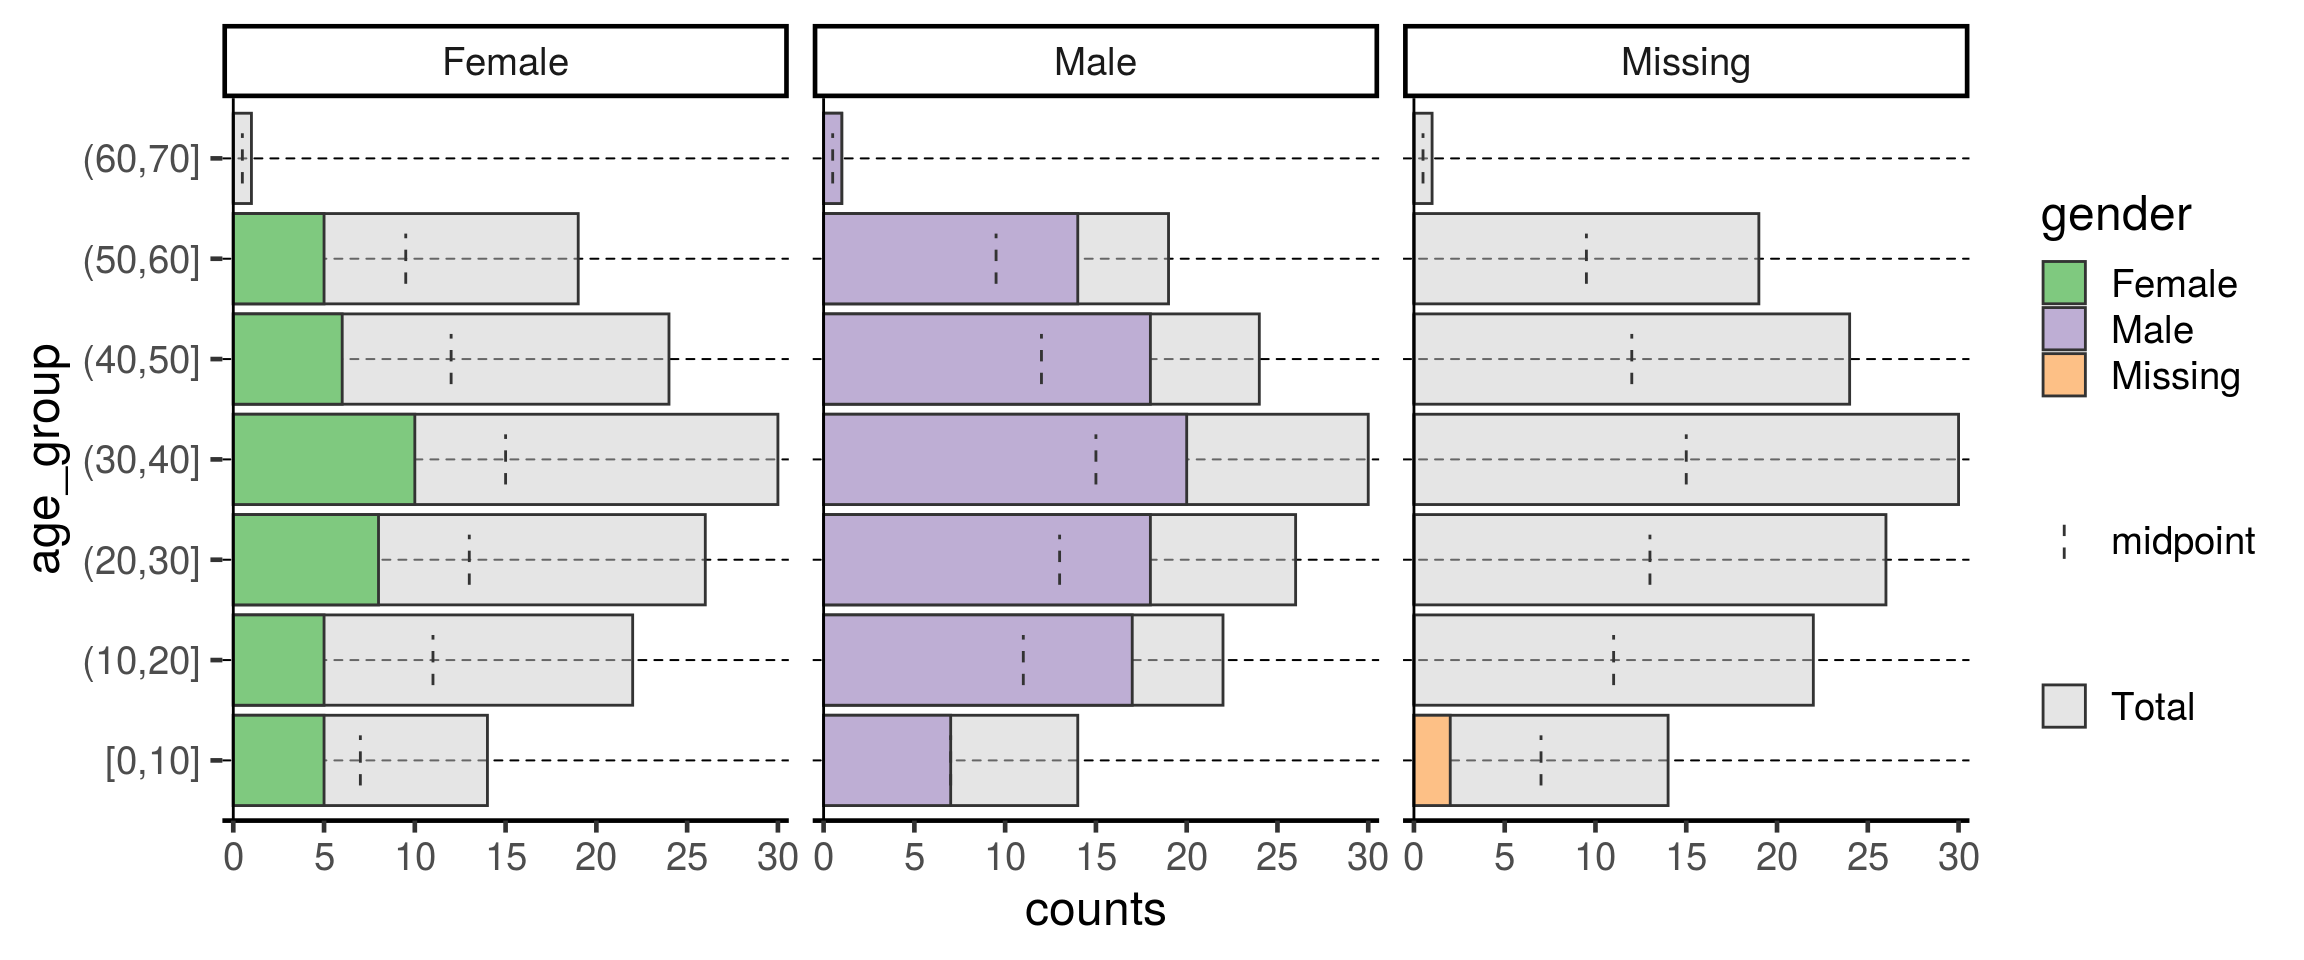 Female
Male
Missing
age_group
(60,70]
(50,60]
(40,50]
(30,40]
(20,30]
(10,20]
[0,10]
0 5 10 15 20 25 30
0 5 10 15 20 25 30
0 5 10 15 20 25 30
counts
gender
Female
Male
Missing
midpoint
Total